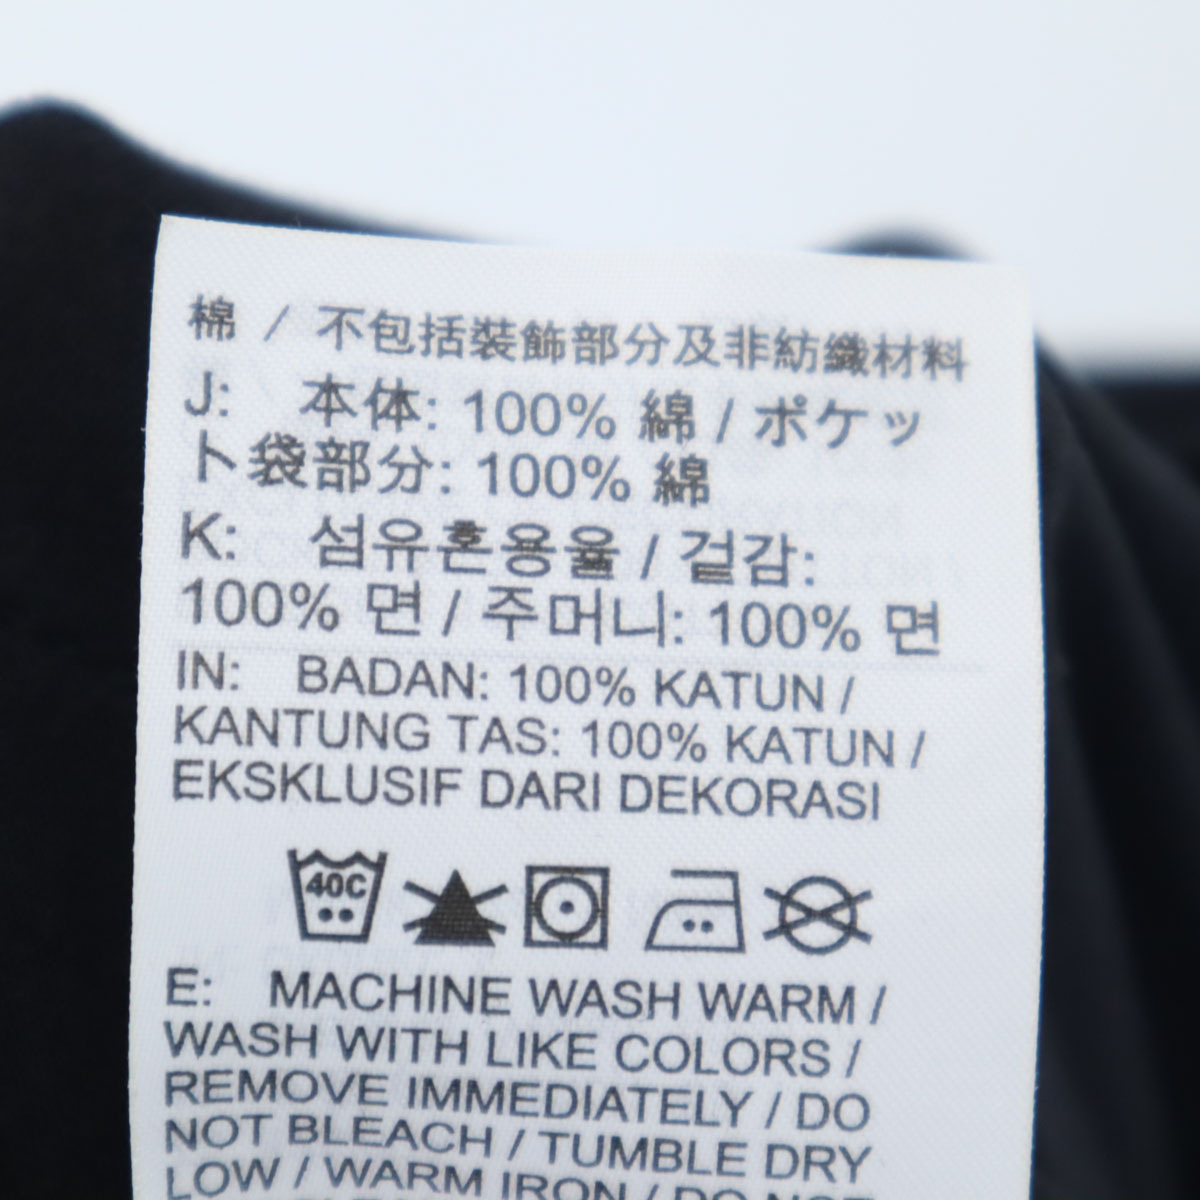 棉 / 不包括裝飾部分及非紡織材料
J: 本体: 100% 綿 / ポケッ
ト袋部分: 100% 綿
K: 섬유혼용율 / 겉감:
100% 면 / 주머니: 100% 면
IN: BADAN: 100% KATUN /
KANTUNG TAS: 100% KATUN /
EKSKLUSIF DARI DEKORASI
40C
E: MACHINE WASH WARM /
WASH WITH LIKE COLORS /
REMOVE IMMEDIATELY / DO
NOT BLEACH / TUMBLE DRY
LOW / WARM IRON / DO NOT